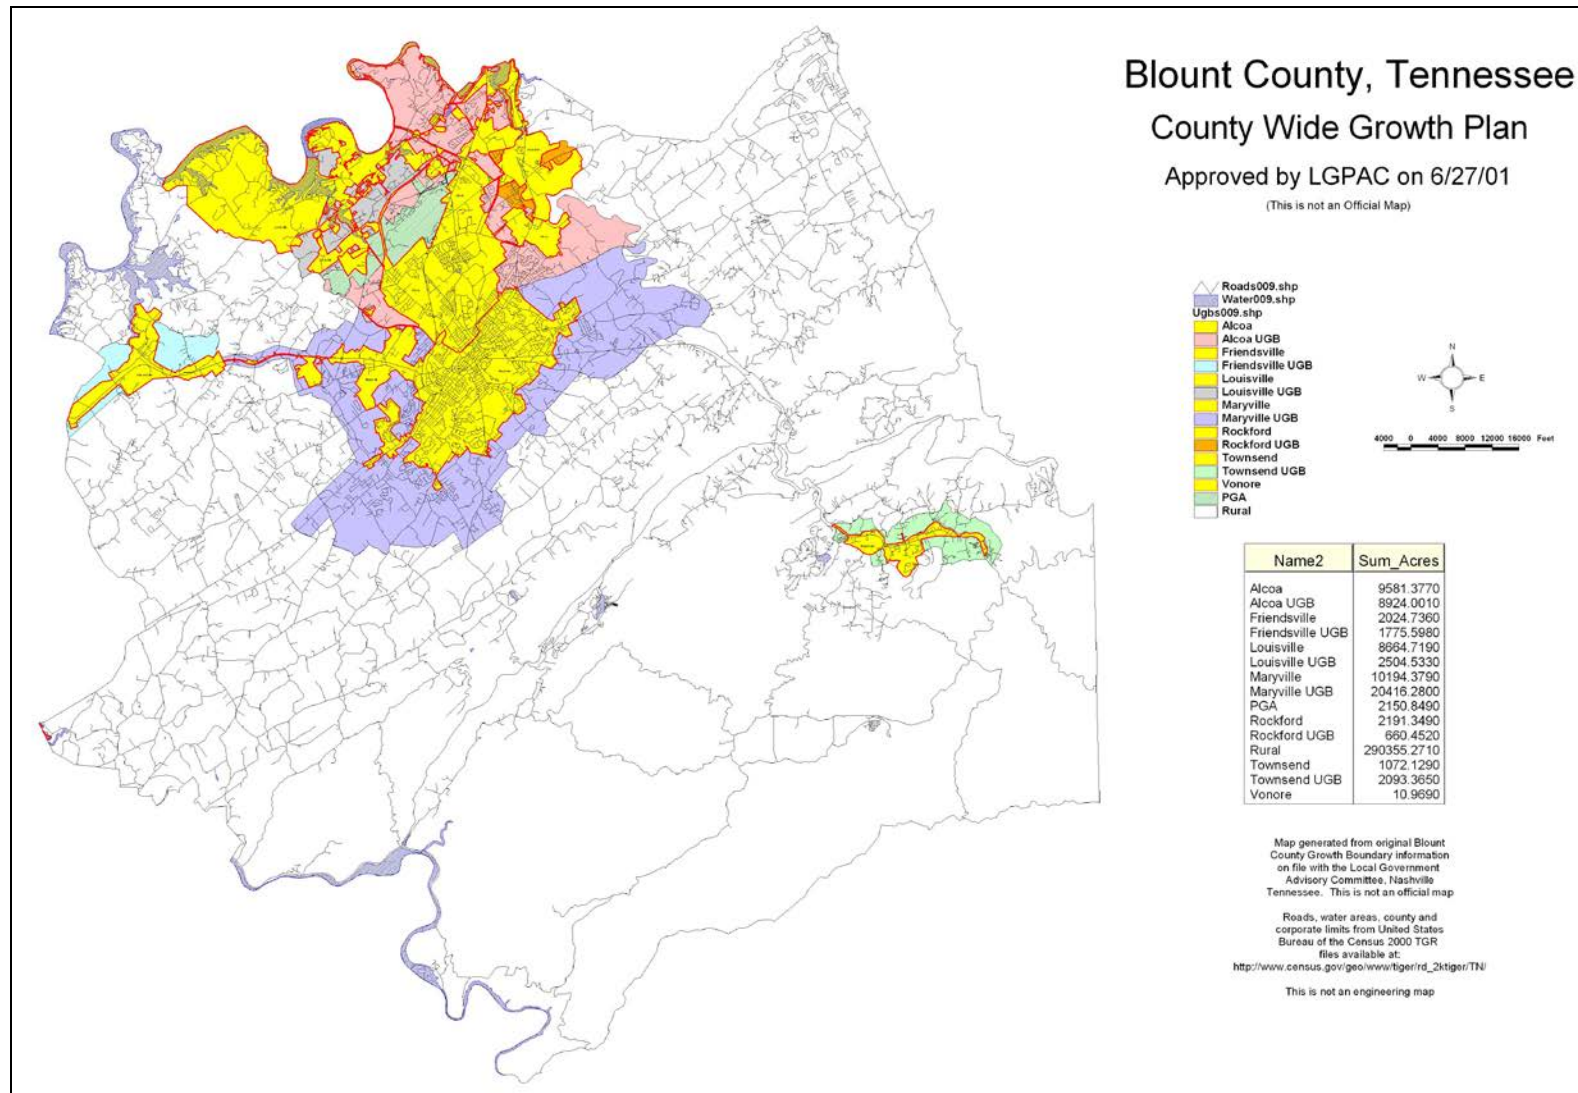 Blount County, Tennessee
County Wide Growth Plan
Approved by LGPAC on 6/27/01
(This is not an Official Map)
Roads009.shp
Water009.shp
Ugbs009.shp
Alcoa
Alcoa UGB
Friendsville
Friendsville UGB
Louisville
Louisville UGB
Maryville
Maryville UGB
Rockford
Rockford UGB
Townsend
Townsend UGB
Vonore
PGA
Rural
N
W E
S
4000 0 4000 8000 12000 16000 Feet
Name2 Sum_Acres
Alcoa 9581.3770
Alcoa UGB 8924.0010
Friendsville 2024.7360
Friendsville UGB 1775.5980
Louisville 8664.7190
Louisville UGB 2504.5330
Maryville 10194.3790
Maryville UGB 20416.2800
PGA 2150.8490
Rockford 2191.3490
Rockford UGB 660.4520
Rural 290355.2710
Townsend 1072.1290
Townsend UGB 2093.3650
Vonore 10.9690
Map generated from original Blount
County Growth Boundary information
on file with the Local Government
Advisory Committee, Nashville
Tennessee. This is not an official map
Roads, water areas, county and
corporate limits from United States
Bureau of the Census 2000 TGR
files available at:
http://www.census.gov/geo/www/tiger/rd_2ktiger/TN/
This is not an engineering map